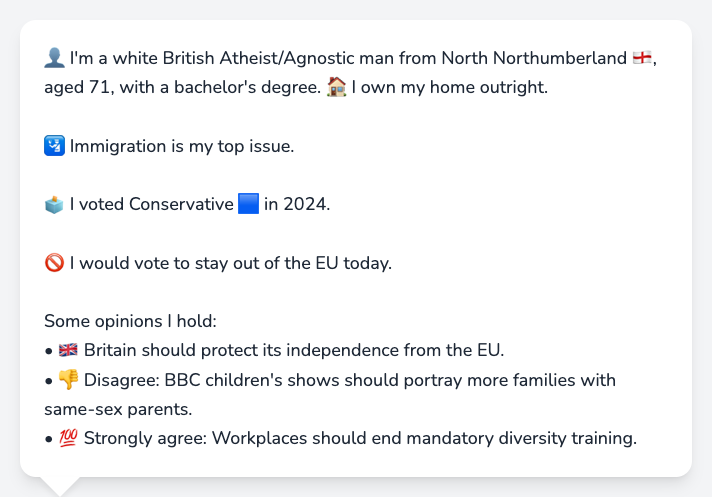 👤 I'm a white British Atheist/Agnostic man from North Northumberland 🏴󠁧󠁢󠁥󠁮󠁧󠁿,
aged 71, with a bachelor's degree. 🏠 I own my home outright.
🛂 Immigration is my top issue.
🗳️ I voted Conservative 🟦 in 2024.
🚫 I would vote to stay out of the EU today.
Some opinions I hold:
• 🇬🇧 Britain should protect its independence from the EU.
• 👎 Disagree: BBC children's shows should portray more families with
same-sex parents.
• 💯 Strongly agree: Workplaces should end mandatory diversity training.